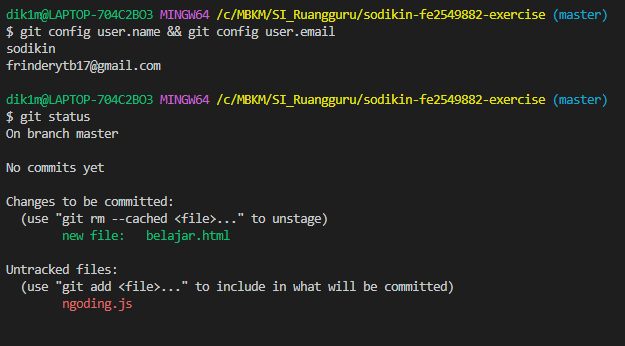 dik1m@LAPTOP-704C2BO3 MINGW64 /c/MBKM/SI_Ruangguru/sodikin-fe2549882-exercise (master)
$ git config user.name && git config user.email
sodikin
frinderytb17@gmail.com

dik1m@LAPTOP-704C2BO3 MINGW64 /c/MBKM/SI_Ruangguru/sodikin-fe2549882-exercise (master)
$ git status
On branch master

No commits yet

Changes to be committed:
  (use "git rm --cached <file>..." to unstage)
        new file:   belajar.html

Untracked files:
  (use "git add <file>..." to include in what will be committed)
        ngoding.js